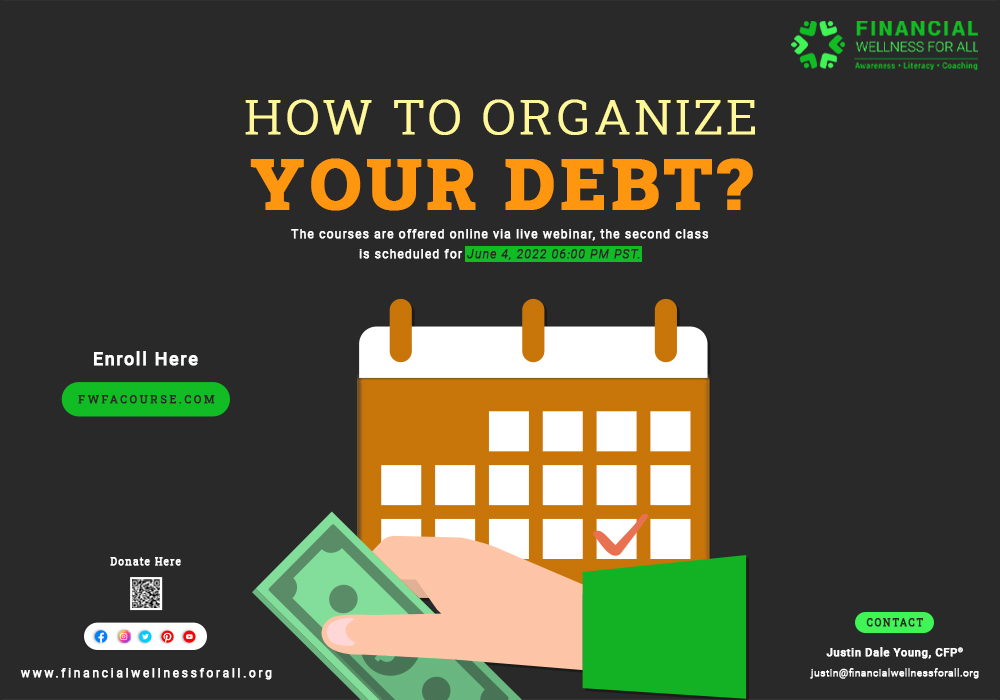 FINANCIAL
WELLNESS FOR ALL
Awareness • Literacy • Coaching
HOW TO ORGANIZE
YOUR DEBT?
The courses are offered online via live webinar, the second class
is scheduled for June 4, 2022 06:00 PM PST.
Enroll Here
FWFACOURSE.COM
Donate Here
www.financialwellnessforall.org
CONTACT
Justin Dale Young, CFP®
justin@financialwellnessforall.org